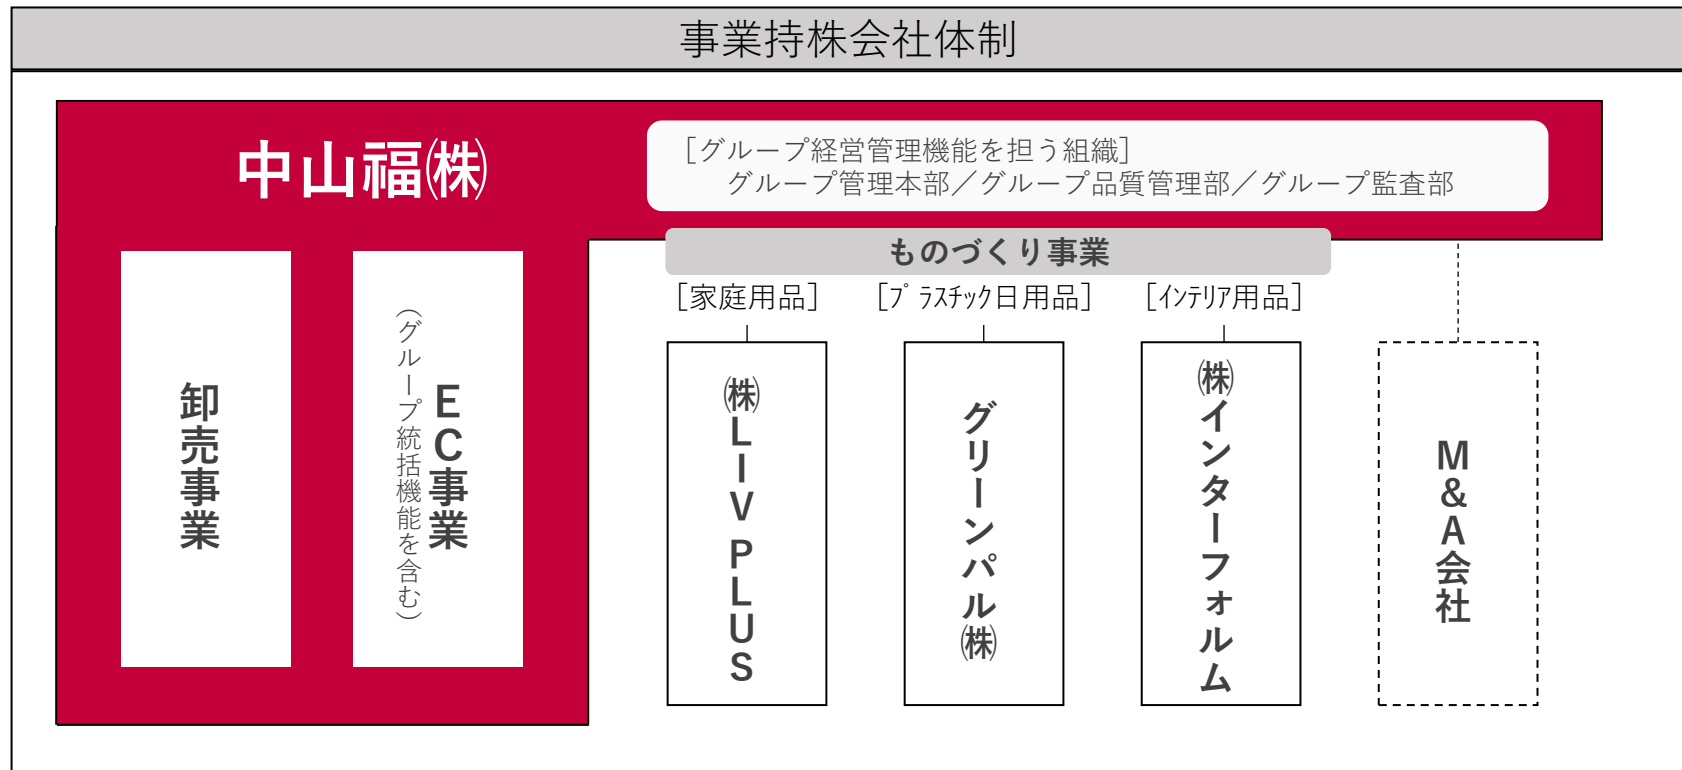 事業持株会社体制
中山福㈱
［グループ経営管理機能を担う組織］
グループ管理本部／グループ品質管理部／グループ監査部
ものづくり事業
［家庭用品］
［ﾌﾟﾗｽﾁｯｸ日用品］
［ｲﾝﾃﾘｱ用品］
卸売事業
ＥＣ事業
（グループ統括機能を含む）
㈱ＬＩＶ ＰＬＵＳ
グリーンパル㈱
㈱インターフォルム
Ｍ＆Ａ会社